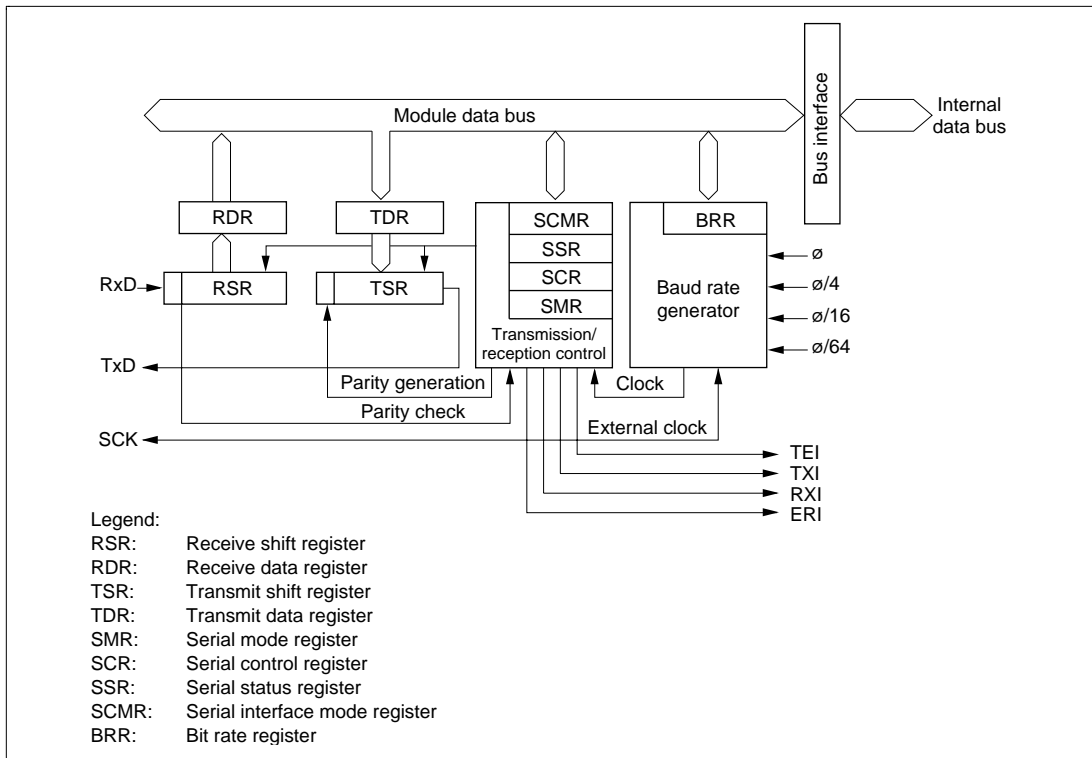 Bus interface
Module data bus
Internal
data bus
RDR
TDR
SCMR
BRR
SSR
SCR
SMR
RxD
RSR
TSR
Baud rate
generator
ø
ø/4
ø/16
ø/64
Transmission/
reception control
TxD
Parity generation
Clock
Parity check
SCK
External clock
TEI
TXI
RXI
ERI
Legend:
RSR: Receive shift register
RDR: Receive data register
TSR: Transmit shift register
TDR: Transmit data register
SMR: Serial mode register
SCR: Serial control register
SSR: Serial status register
SCMR: Serial interface mode register
BRR: Bit rate register